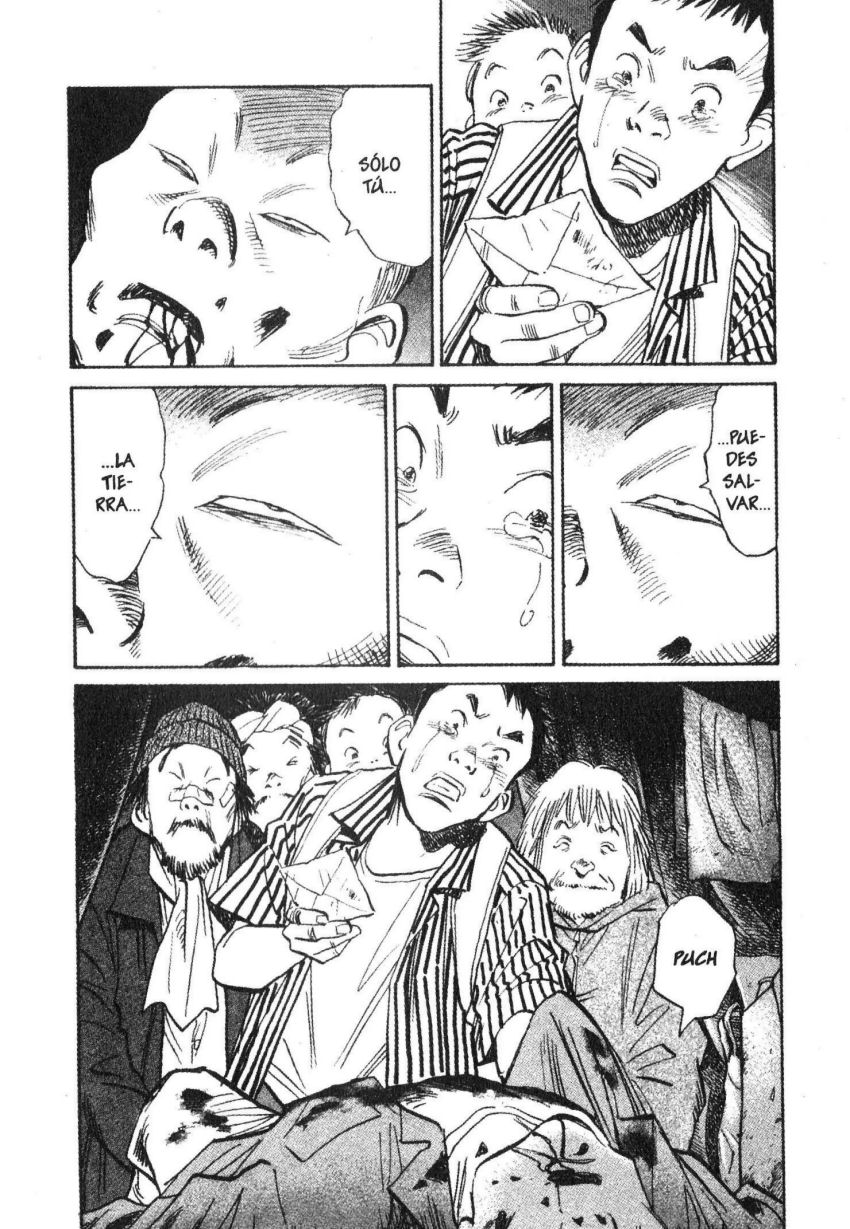 SÓLO
TÚ...
...PUE-
DES
SAL-
VAR...
...LA
TIE-
RRA...
PUCH